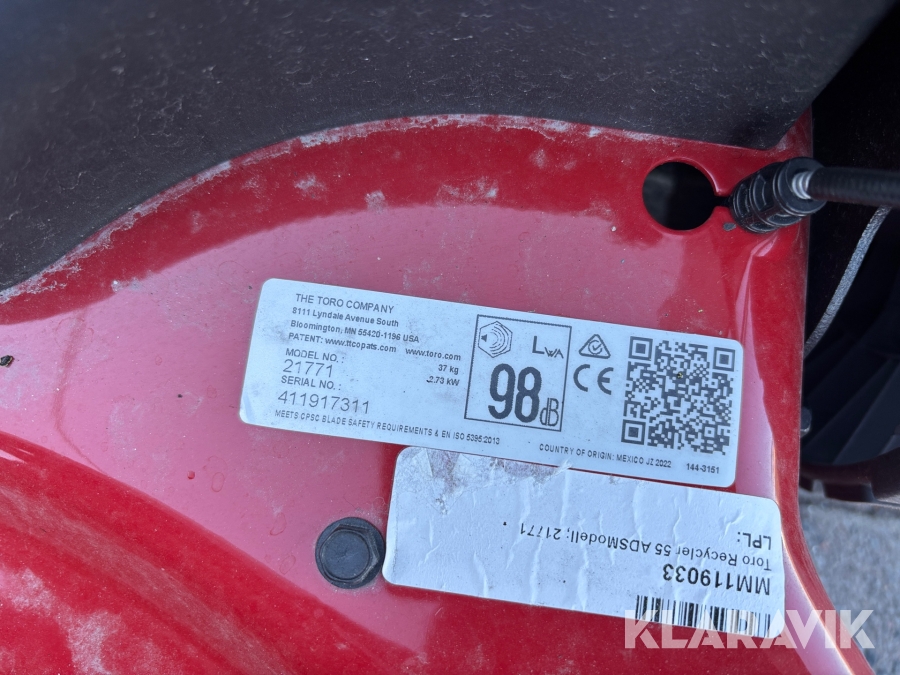 THE TORO COMPANY
8111 Lyndale Avenue South
Bloomington, MN 55420-1196 USA
PATENT: www.ttcopats.com www.toro.com
MODEL NO.: 37 kg
21771 2.73 kW
SERIAL NO.:
411917311
MEETS CPSC BLADE SAFETY REQUIREMENTS & EN ISO 5395:2013
LWA
98dB
CE
COUNTRY OF ORIGIN: MEXICO JZ 2022 144-3151
MM119033
Toro Recycler 55 ADSModell; 21771
LPL:
KLARAVIK